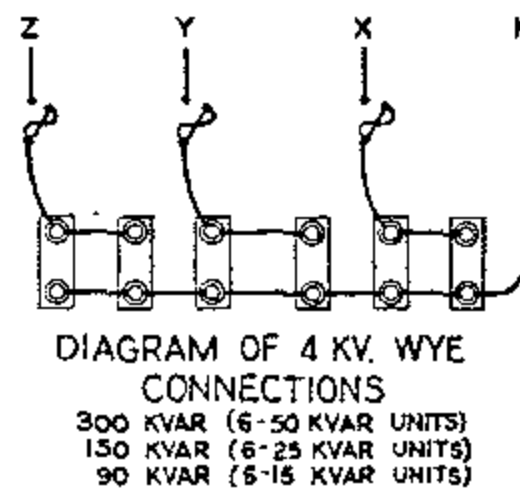 Z Y X
DIAGRAM OF 4 KV. WYE
CONNECTIONS
300 KVAR (6-50 KVAR UNITS)
150 KVAR (6-25 KVAR UNITS)
90 KVAR (6-15 KVAR UNITS)